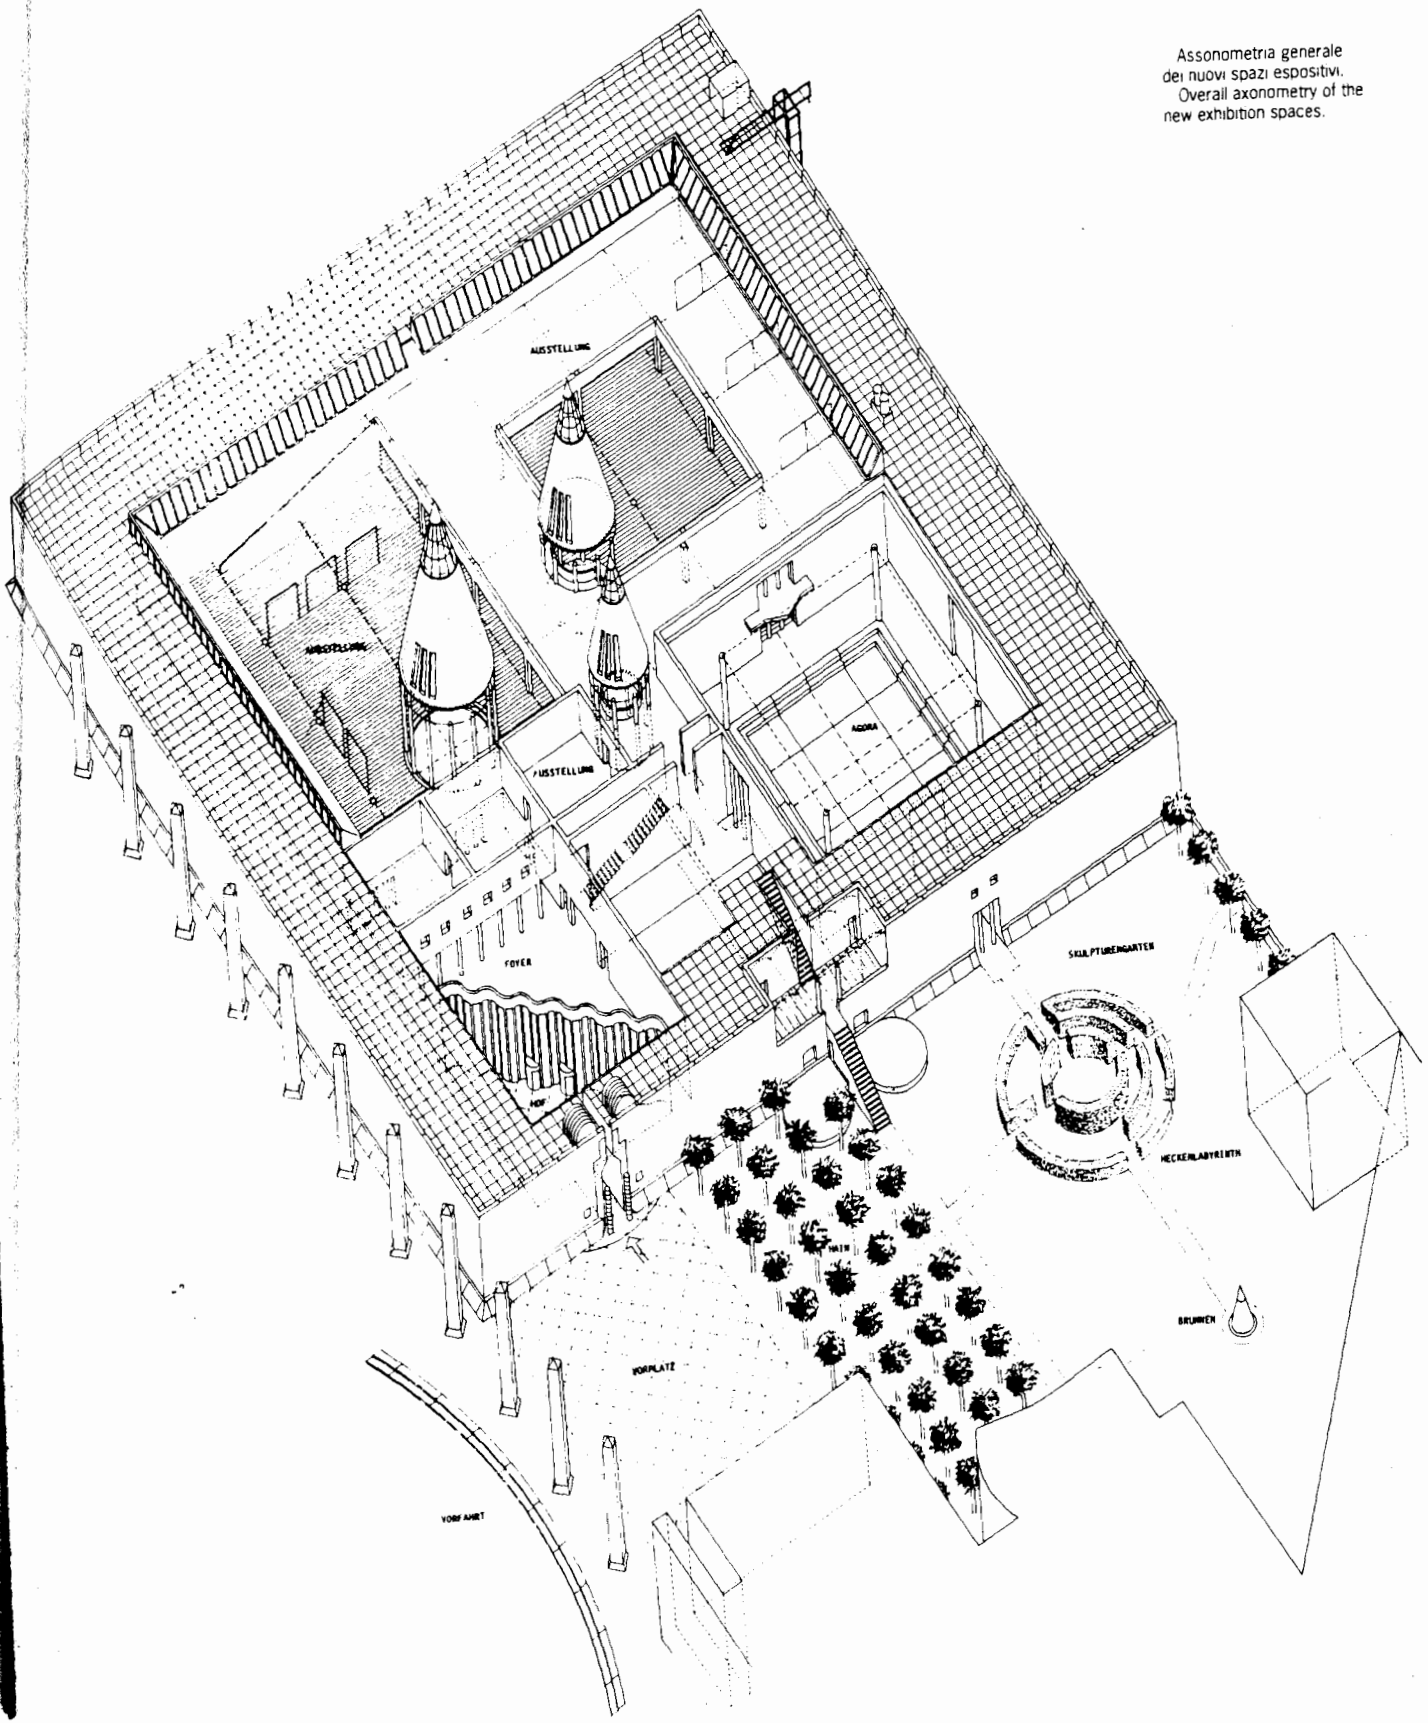 Assonometria generale
dei nuovi spazi espositivi.
Overall axonometry of the
new exhibition spaces.
AUSSTELLUNG
AUSSTELLUNG
AGORA
AUSSTELLUNG
SKULPTURENGARTEN
FOYER
HOF
HECKENLABYRINTH
HAIN
BRUNNEN
VORPLATZ
VORFAHRT